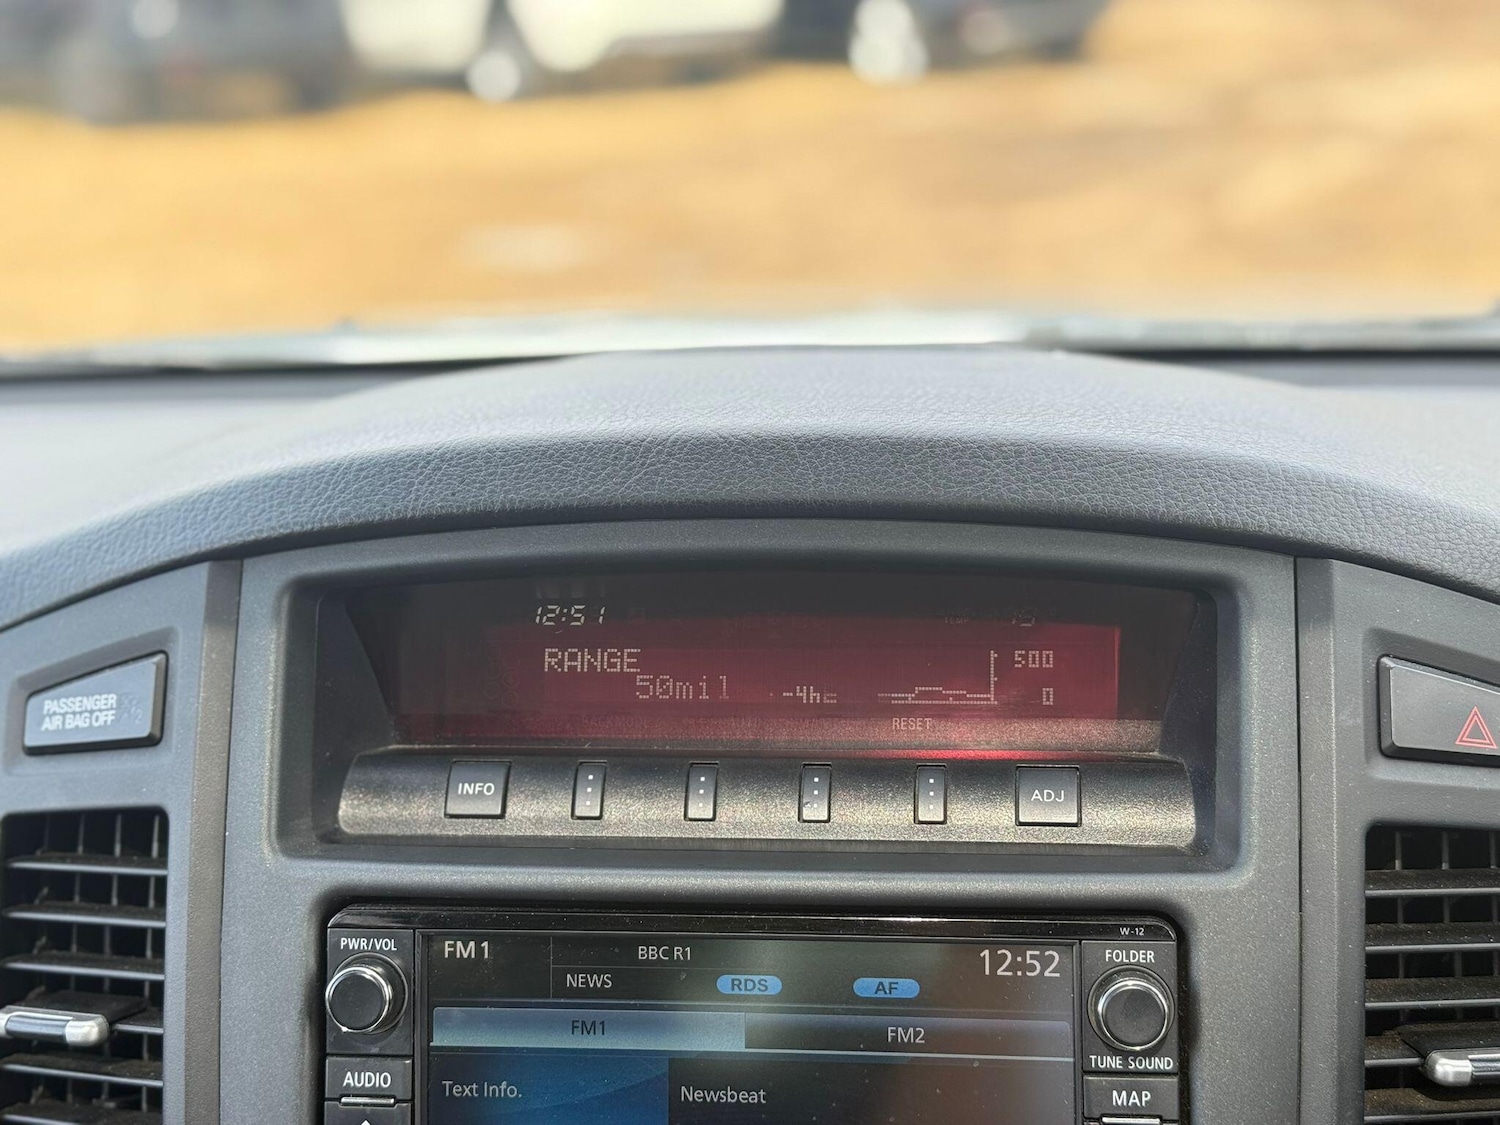 12:51
RANGE
50mil
-4h
500
0
RESET
PASSENGER
AIR BAG OFF
INFO
ADJ
W-12
PWR/VOL
FM1
BBC R1
12:52
FOLDER
NEWS
RDS
AF
FM1
FM2
TUNE SOUND
AUDIO
Text Info.
Newsbeat
MAP